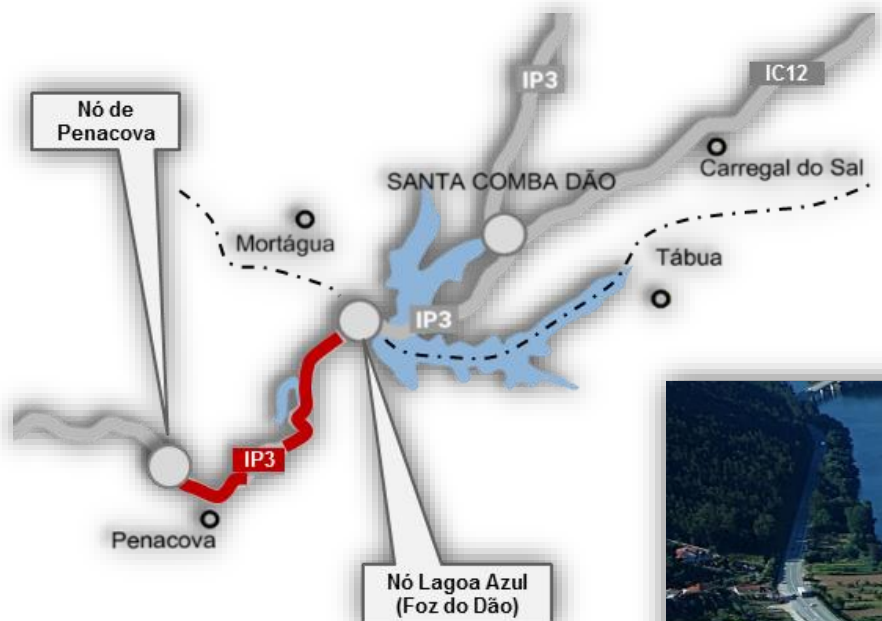 IP3
IC12
Nó de
Penacova
Carregal do Sal
SANTA COMBA DÃO
Mortágua
Tábua
IP3
IP3
Penacova
Nó Lagoa Azul
(Foz do Dão)